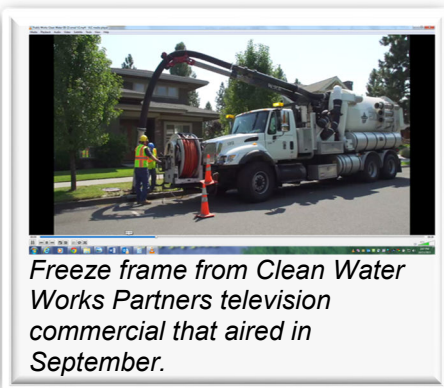 Freeze frame from Clean Water
Works Partners television
commercial that aired in
September.